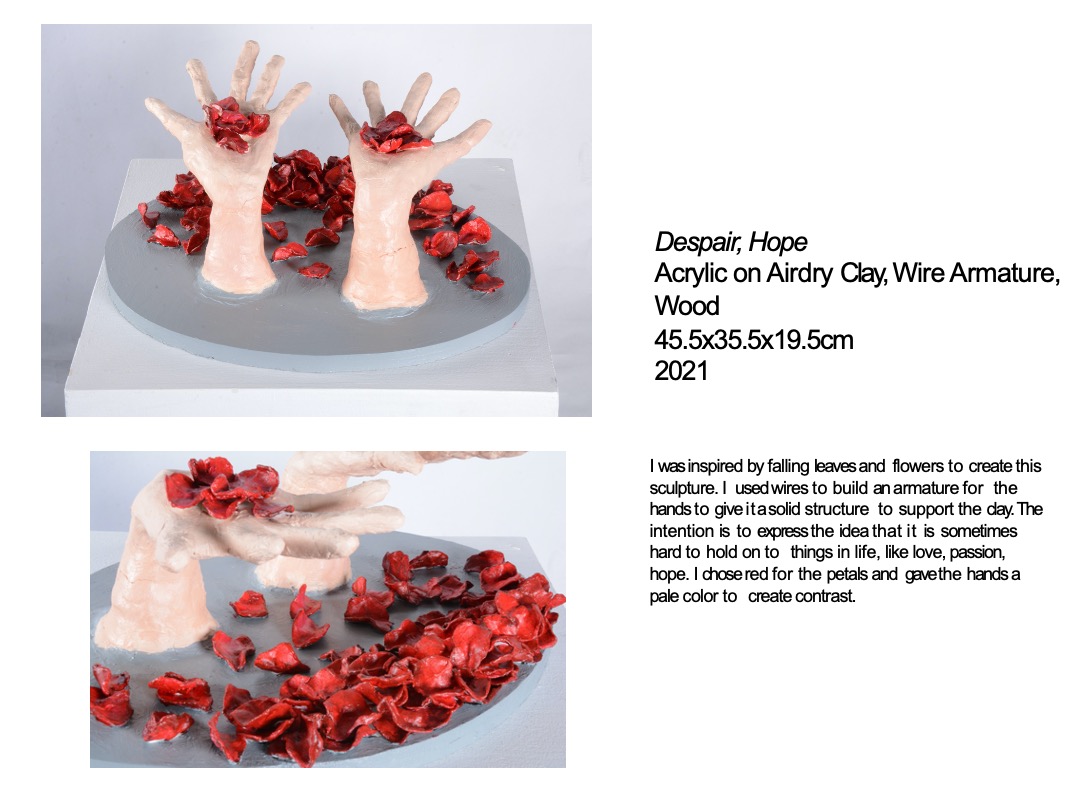 Despair, Hope
Acrylic on Airdry Clay, Wire Armature,
Wood
45.5x35.5x19.5cm
2021
I was inspired by falling leaves and flowers to create this
sculpture. I used wires to build an armature for the
hands to give it a solid structure to support the clay. The
intention is to express the idea that it is sometimes
hard to hold on to things in life, like love, passion,
hope. I chose red for the petals and gave the hands a
pale color to create contrast.